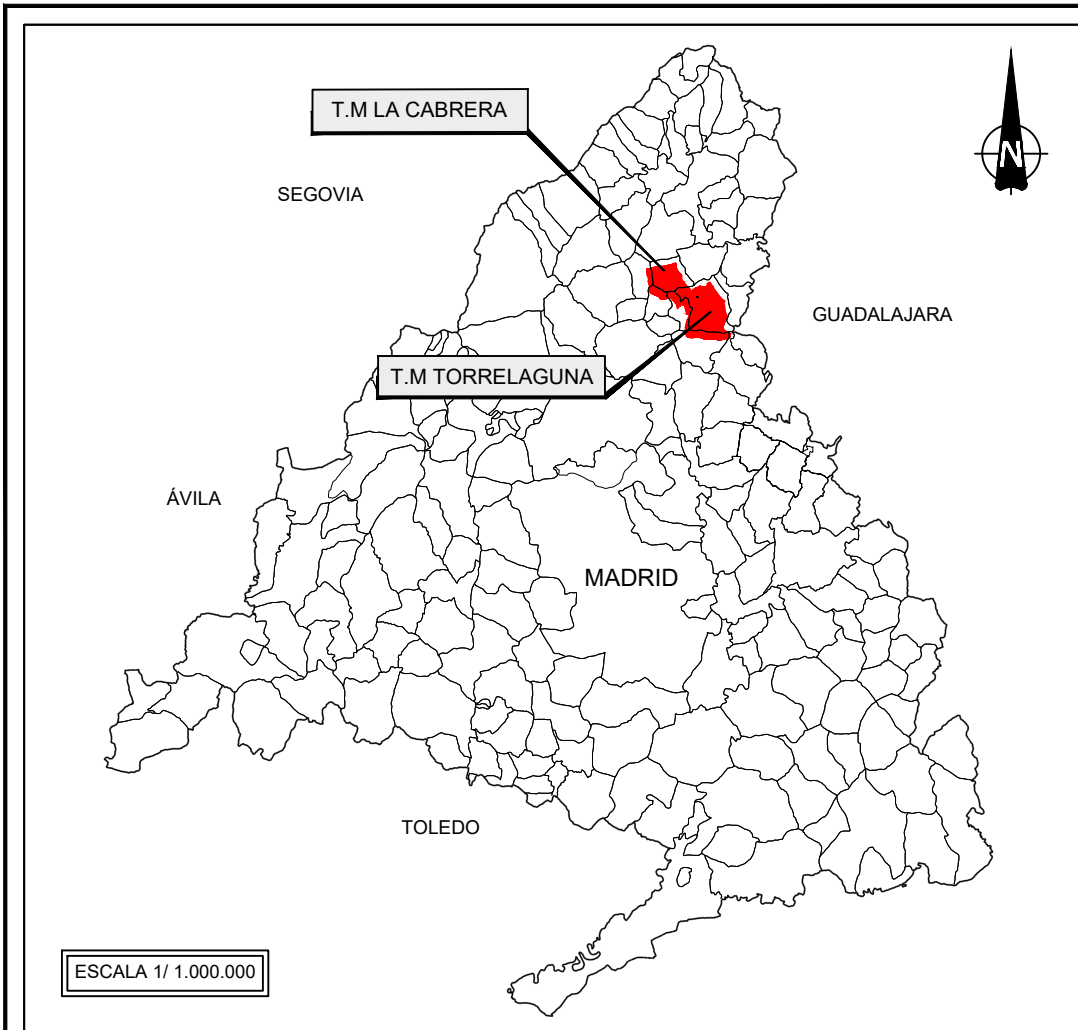 T.M LA CABRERA
N
SEGOVIA
GUADALAJARA
T.M TORRELAGUNA
ÁVILA
MADRID
TOLEDO
ESCALA 1/ 1.000.000